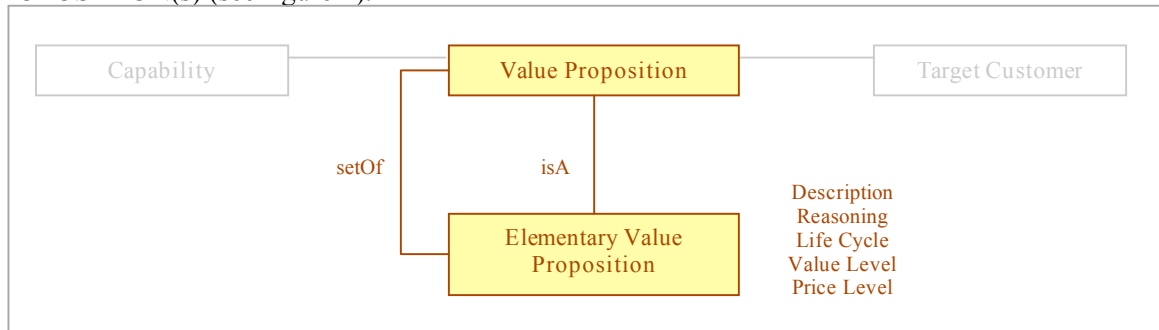 Capability
Value Proposition
Target Customer
setOf
isA
Elementary Value
Proposition
Description
Reasoning
Life Cycle
Value Level
Price Level